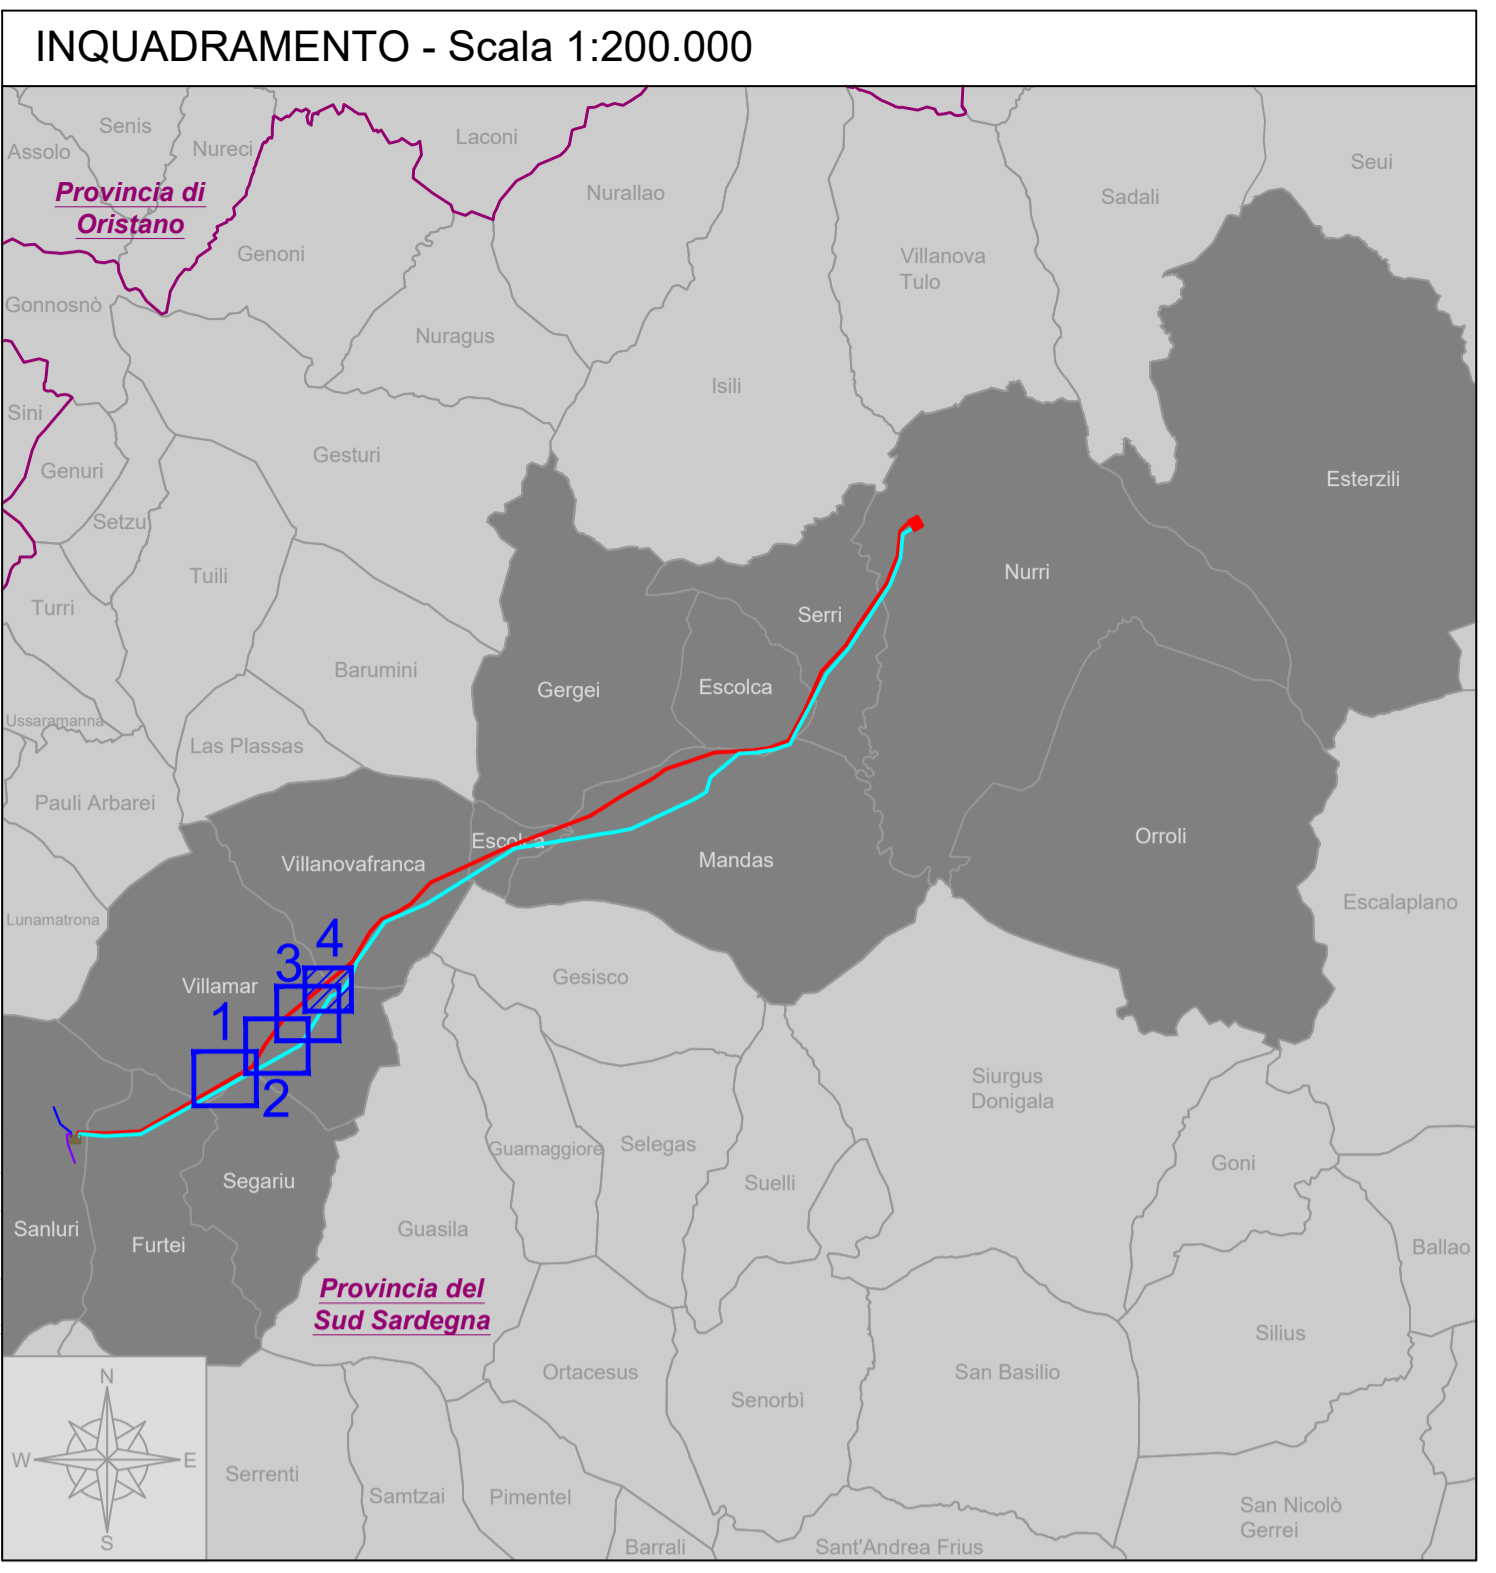 INQUADRAMENTO - Scala 1:200.000
Senis
Assolo
Nureci
Laconi
Seui
Provincia di
Oristano
Nurallao
Sadali
Genoni
Villanova
Tulo
Gonnosnò
Nuragus
Isili
Sini
Gesturi
Genuri
Esterzili
Setzu
Tuili
Nurri
Turri
Serri
Barumini
Gergei
Escolca
Ussaramanna
Las Plassas
Pauli Arbarei
Escolca
Orroli
Villanovafranca
Mandas
Escalaplano
Lunamatrona
4
3
Villamar
Gesisco
1
2
Siurgus
Donigala
Guamaggiore
Selegas
Goni
Segariu
Suelli
Sanluri
Furtei
Guasila
Ballao
Provincia del
Sud Sardegna
Silius
Ortacesus
San Basilio
Senorbì
N
W
E
S
Serrenti
Samtzai
Pimentel
San Nicolò
Gerrei
Barrali
Sant'Andrea Frius